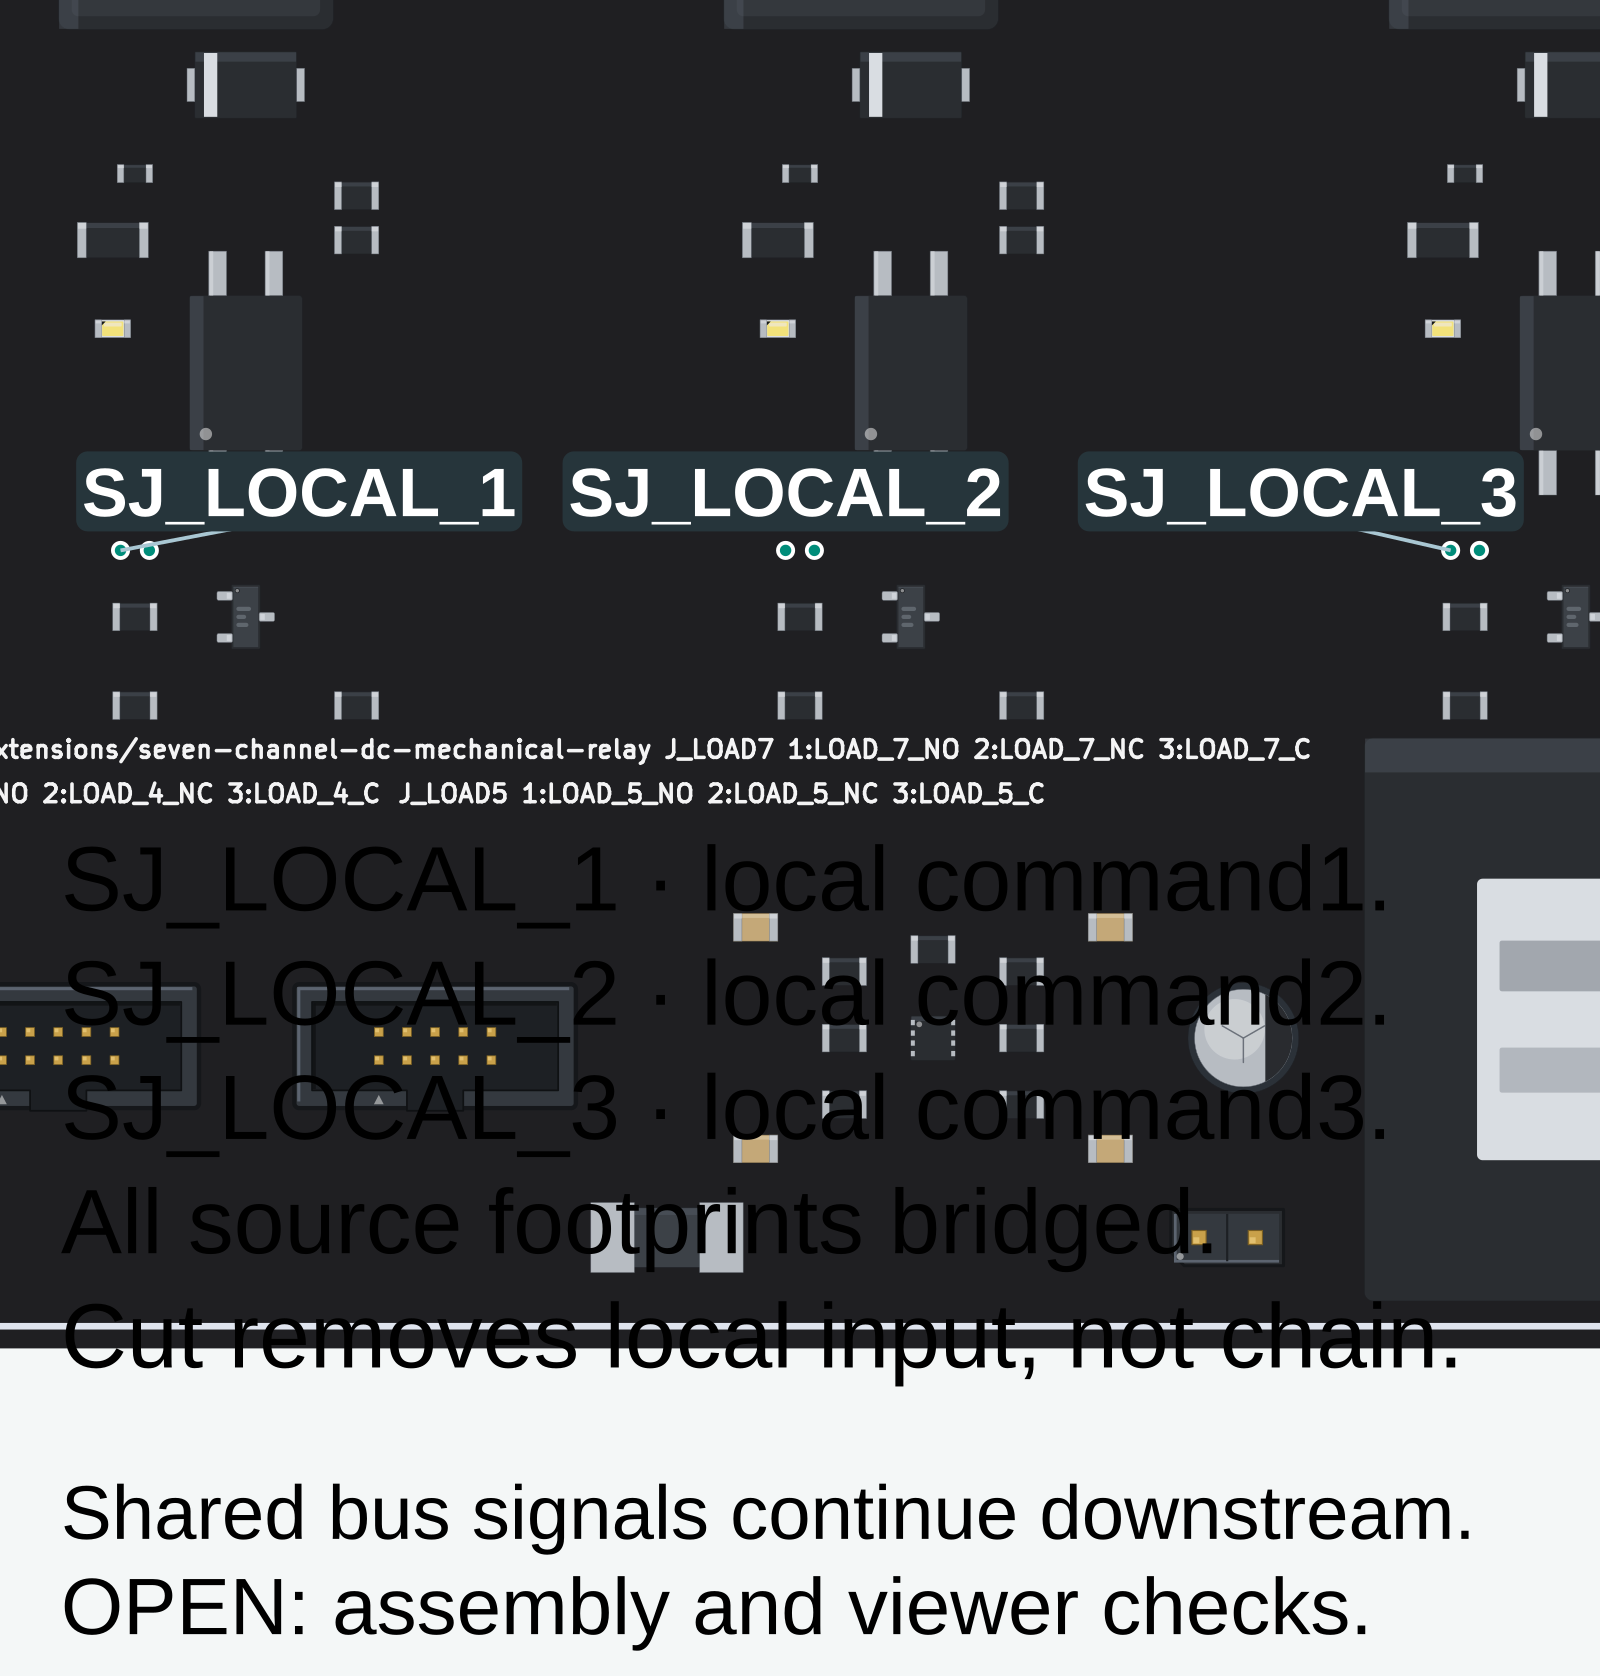 SJ_LOCAL_1 SJ_LOCAL_2 SJ_LOCAL_3
xtensions/seven-channel-dc-mechanical-relay J_LOAD7 1:LOAD_7_NO 2:LOAD_7_NC 3:LOAD_7_C
NO 2:LOAD_4_NC 3:LOAD_4_C J_LOAD5 1:LOAD_5_NO 2:LOAD_5_NC 3:LOAD_5_C
SJ_LOCAL_1 · local command1.
SJ_LOCAL_2 · local command2.
SJ_LOCAL_3 · local command3.
All source footprints bridged.
Cut removes local input, not chain.
Shared bus signals continue downstream.
OPEN: assembly and viewer checks.